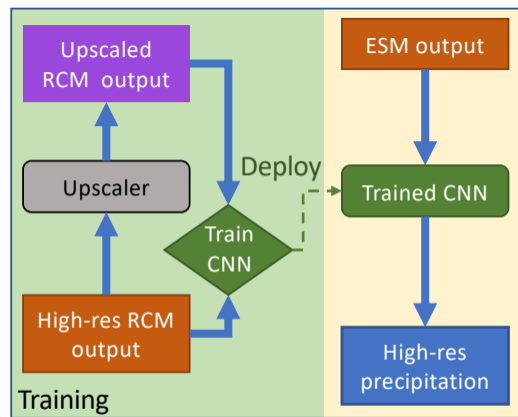 Upscaled
RCM output
Upscaler
High-res RCM
output
Train
CNN
Training
Deploy
ESM output
Trained CNN
High-res
precipitation